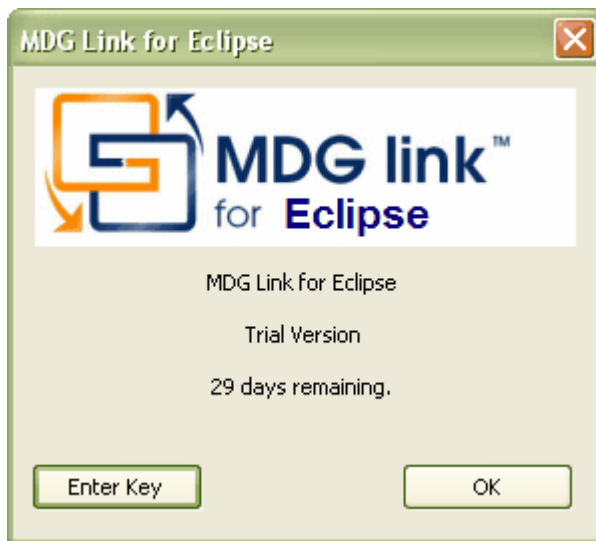 MDG Link for Eclipse
MDG link™
for Eclipse
MDG Link for Eclipse
Trial Version
29 days remaining.
Enter Key
OK